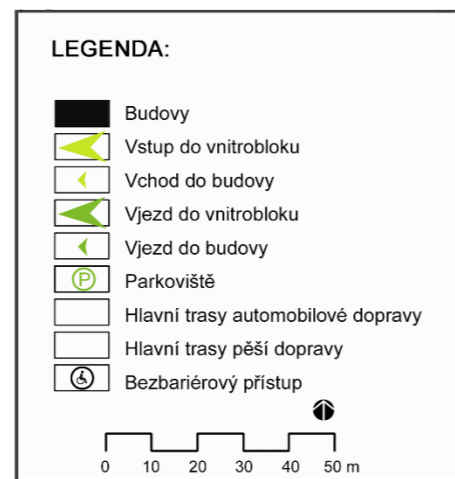 LEGENDA:
Budovy
Vstup do vnitrobloku
Vchod do budovy
Vjezd do vnitrobloku
Vjezd do budovy
P Parkoviště
Hlavní trasy automobilové dopravy
Hlavní trasy pěší dopravy
Bezbariérový přístup
0 10 20 30 40 50 m